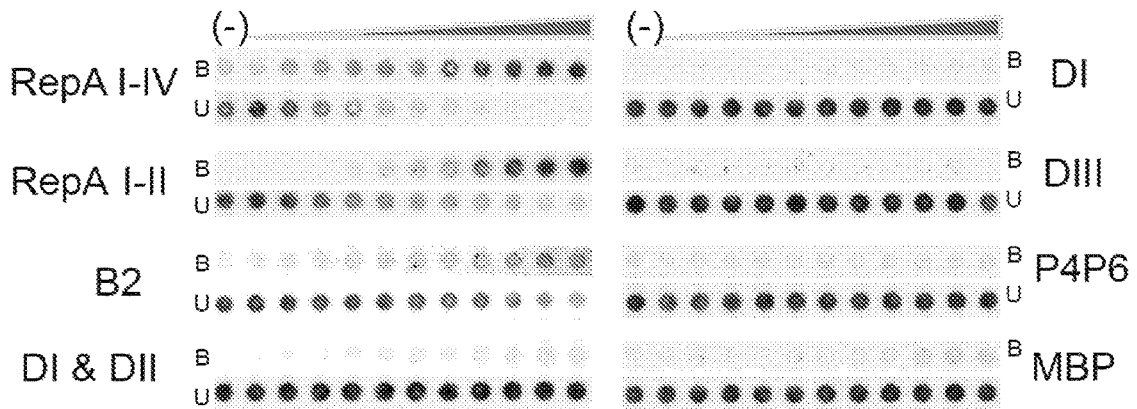 (-) (-)
RepA I-IV B U B U DI
RepA I-II B U B U DIII
B2 B U B U P4P6
DI & DII B U B MBP